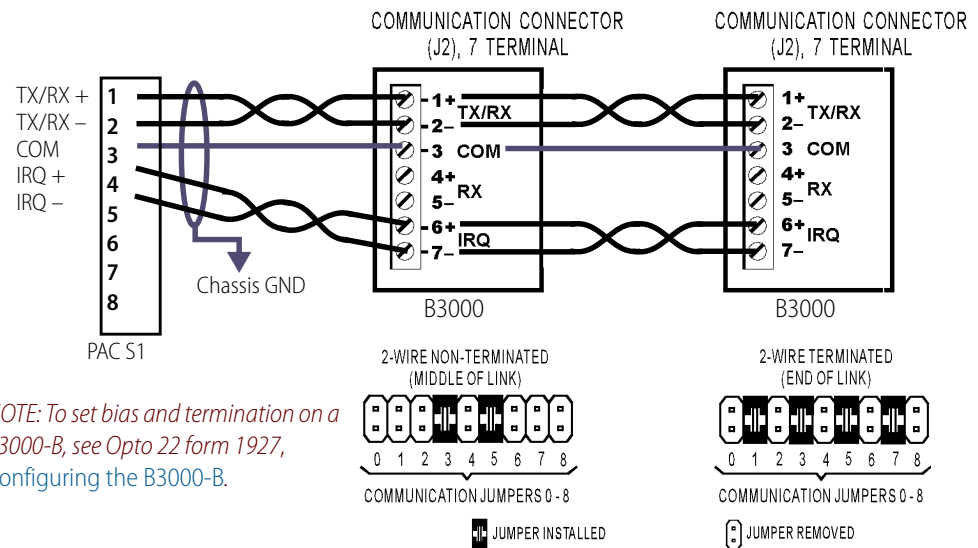 COMMUNICATION CONNECTOR
(J2), 7 TERMINAL
COMMUNICATION CONNECTOR
(J2), 7 TERMINAL
TX/RX + 1
TX/RX – 2
COM 3
IRQ + 4
IRQ – 5
6
7
8
PAC S1
Chassis GND
-1+
TX/RX
-2–
-3 COM
4+
RX
5–
-6+
IRQ
-7–
B3000
1+
TX/RX
2–
3 COM
4+
RX
5–
6+
IRQ
7–
B3000
OTE: To set bias and termination on a
3000-B, see Opto 22 form 1927,
onfiguring the B3000-B.
2-WIRE NON-TERMINATED
(MIDDLE OF LINK)
0 1 2 3 4 5 6 7 8
COMMUNICATION JUMPERS 0 - 8
JUMPER INSTALLED
2-WIRE TERMINATED
(END OF LINK)
0 1 2 3 4 5 6 7 8
COMMUNICATION JUMPERS 0 - 8
JUMPER REMOVED